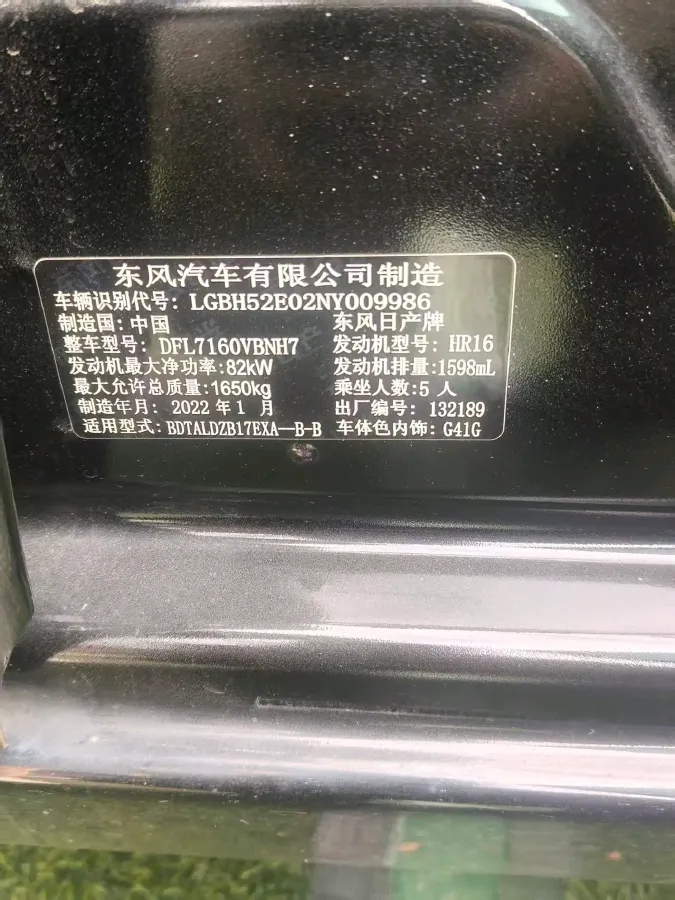 东风汽车有限公司制造
车辆识别代号: LGBH52E02NY009986
制造国: 中国 东风日产牌
整车型号: DFL7160VBNH7 发动机型号: HR16
发动机最大净功率: 82kW 发动机排量: 1598mL
最大允许总质量: 1650kg 乘坐人数: 5 人
制造年月: 2022 年 1 月 出厂编号: 132189
适用型式: BDTALDZB17EXA—B-B 车体色内饰: G41G